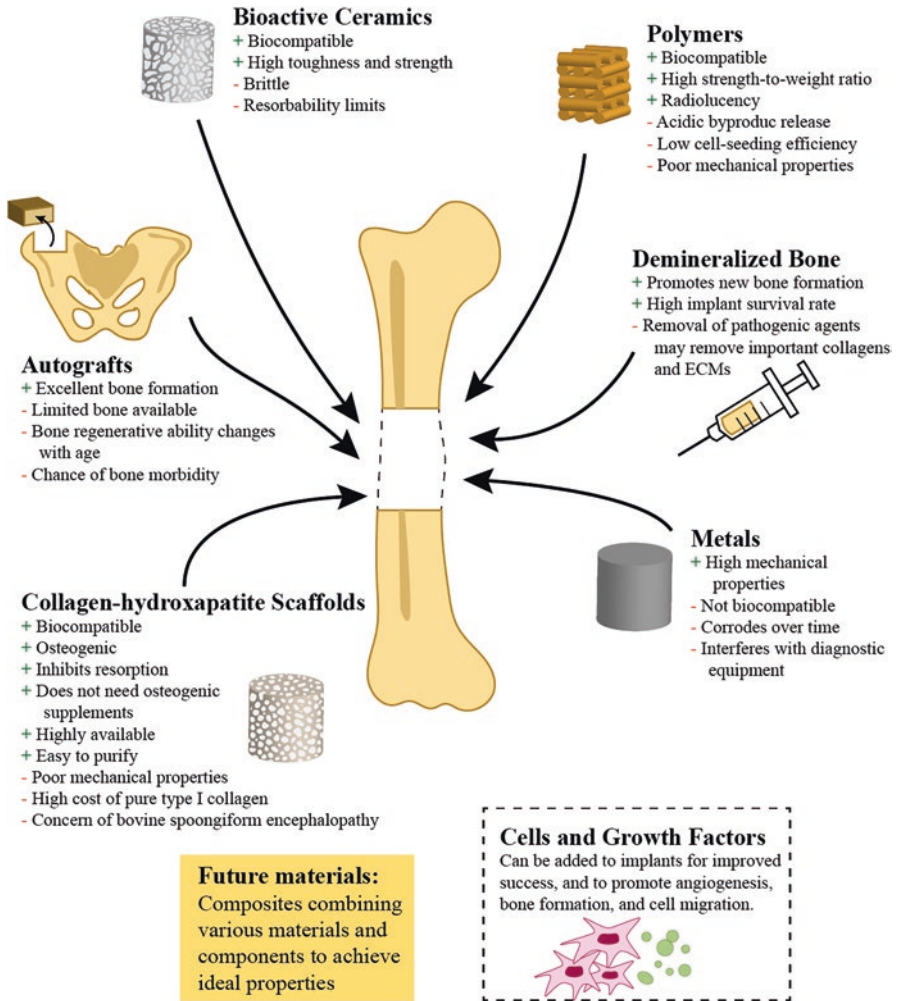 Bioactive Ceramics
+ Biocompatible
+ High toughness and strength
- Brittle
- Resorbability limits
Polymers
+ Biocompatible
+ High strength-to-weight ratio
+ Radiolucency
- Acidic byproduc release
- Low cell-seeding efficiency
- Poor mechanical properties
Autografts
+ Excellent bone formation
- Limited bone available
- Bone regenerative ability changes
with age
- Chance of bone morbidity
Demineralized Bone
+ Promotes new bone formation
+ High implant survival rate
- Removal of pathogenic agents
may remove important collagens
and ECMs
Metals
+ High mechanical
properties
- Not biocompatible
- Corrodes over time
- Interferes with diagnostic
equipment
Collagen-hydroxapatite Scaffolds
+ Biocompatible
+ Osteogenic
+ Inhibits resorption
+ Does not need osteogenic
supplements
+ Highly available
+ Easy to purify
- Poor mechanical properties
- High cost of pure type I collagen
- Concern of bovine spoongiform encephalopathy
Future materials:
Composites combining
various materials and
components to achieve
ideal properties
Cells and Growth Factors
Can be added to implants for improved
success, and to promote angiogenesis,
bone formation, and cell migration.